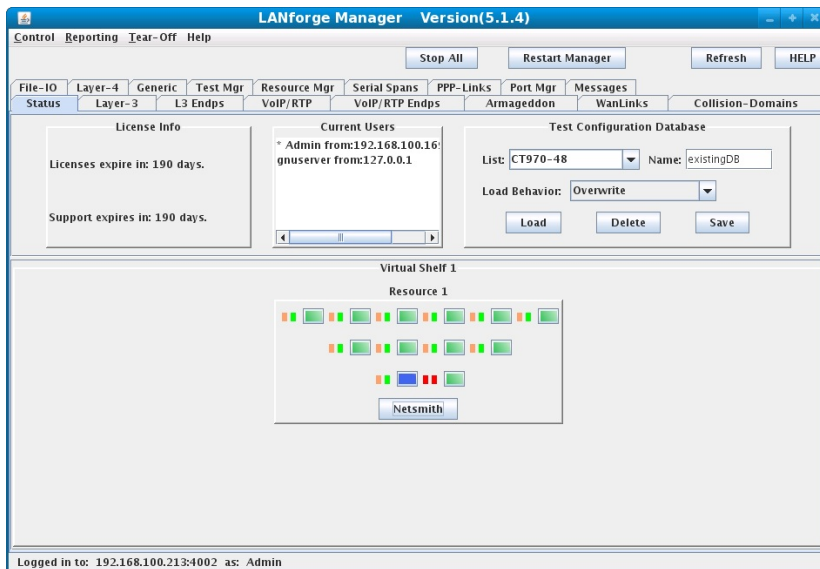 LANforge Manager Version(5.1.4)
Control Reporting Tear-Off Help
Stop All Restart Manager Refresh HELP
File-IO Layer-4 Generic Test Mgr Resource Mgr Serial Spans PPP-Links Port Mgr Messages
Status Layer-3 L3 Endps VoIP/RTP VoIP/RTP Endps Armageddon WanLinks Collision-Domains
License Info
Licenses expire in: 190 days.
Support expires in: 190 days.
Current Users
* Admin from:192.168.100.16
gnuserver from:127.0.0.1
Test Configuration Database
List: CT970-48 Name: existingDB
Load Behavior: Overwrite
Load Delete Save
Virtual Shelf 1
Resource 1
Netsmith
Logged in to: 192.168.100.213:4002 as: Admin